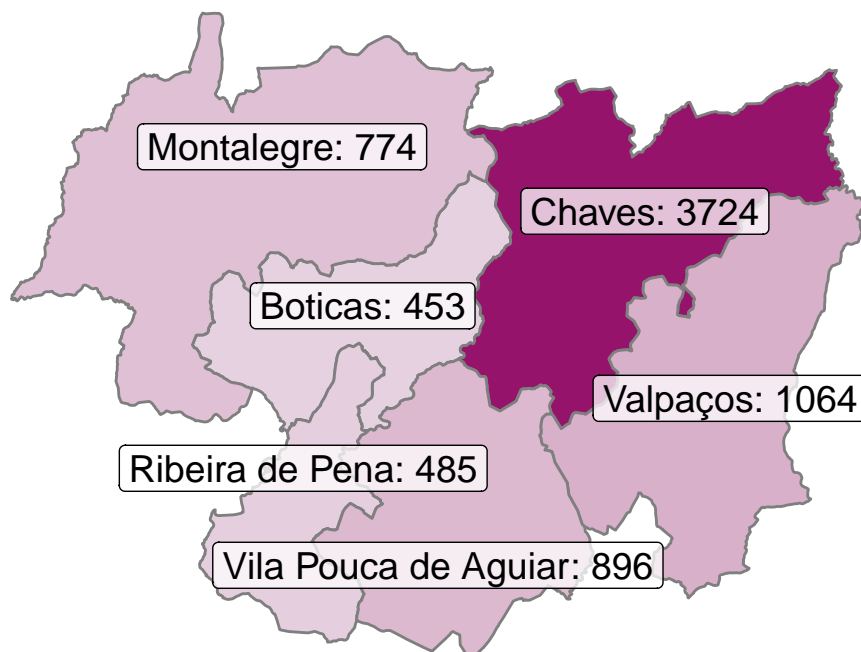 Montalegre: 774
Chaves: 3724
Boticas: 453
Valpaços: 1064
Ribeira de Pena: 485
Vila Pouca de Aguiar: 896